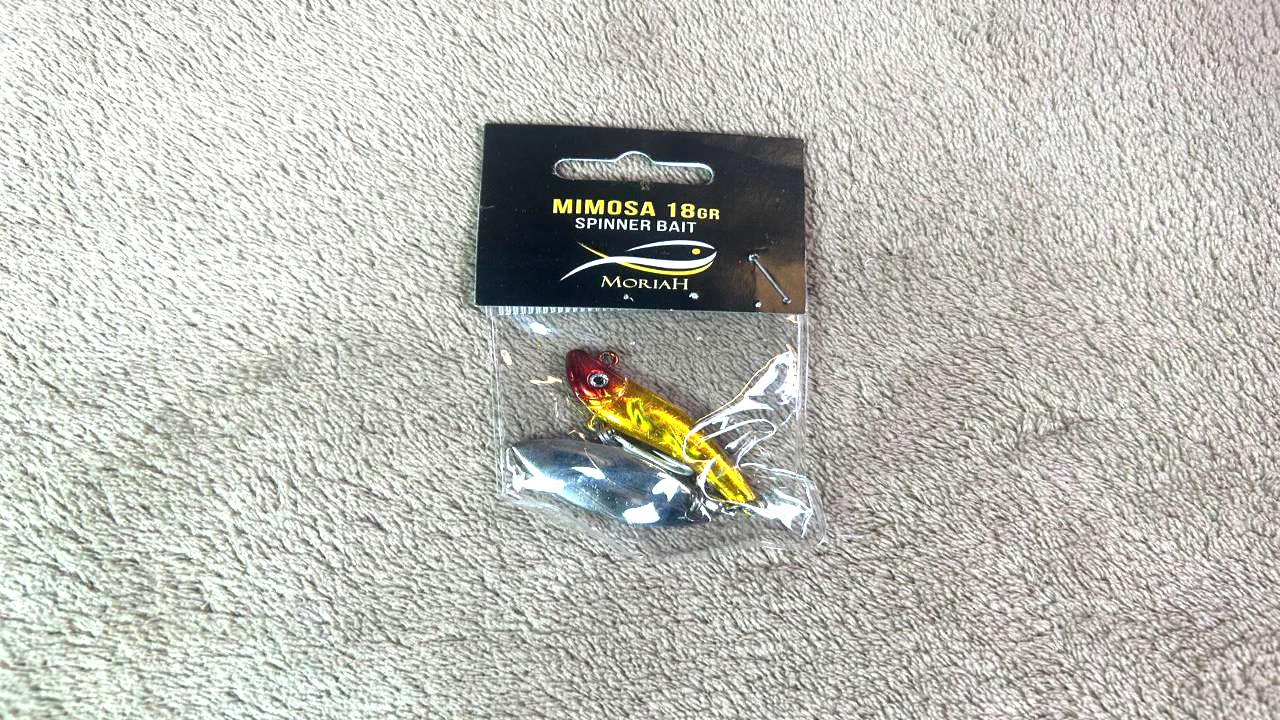 MIMOSA 18GR
SPINNER BAIT
MORIAH